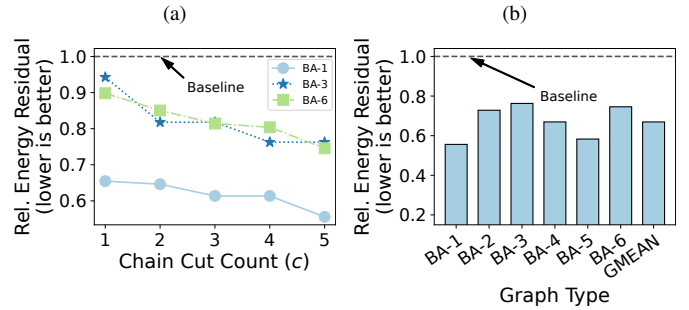 (a)
Rel. Energy Residual
(lower is better)
1.0
0.9
0.8
0.7
0.6
Baseline
BA-1
BA-3
BA-6
1 2 3 4 5
Chain Cut Count (c)
(b)
Rel. Energy Residual
(lower is better)
1.0
0.8
0.6
0.4
0.2
Baseline
BA-1 BA-2 BA-3 BA-4 BA-5 BA-6 GMEAN
Graph Type